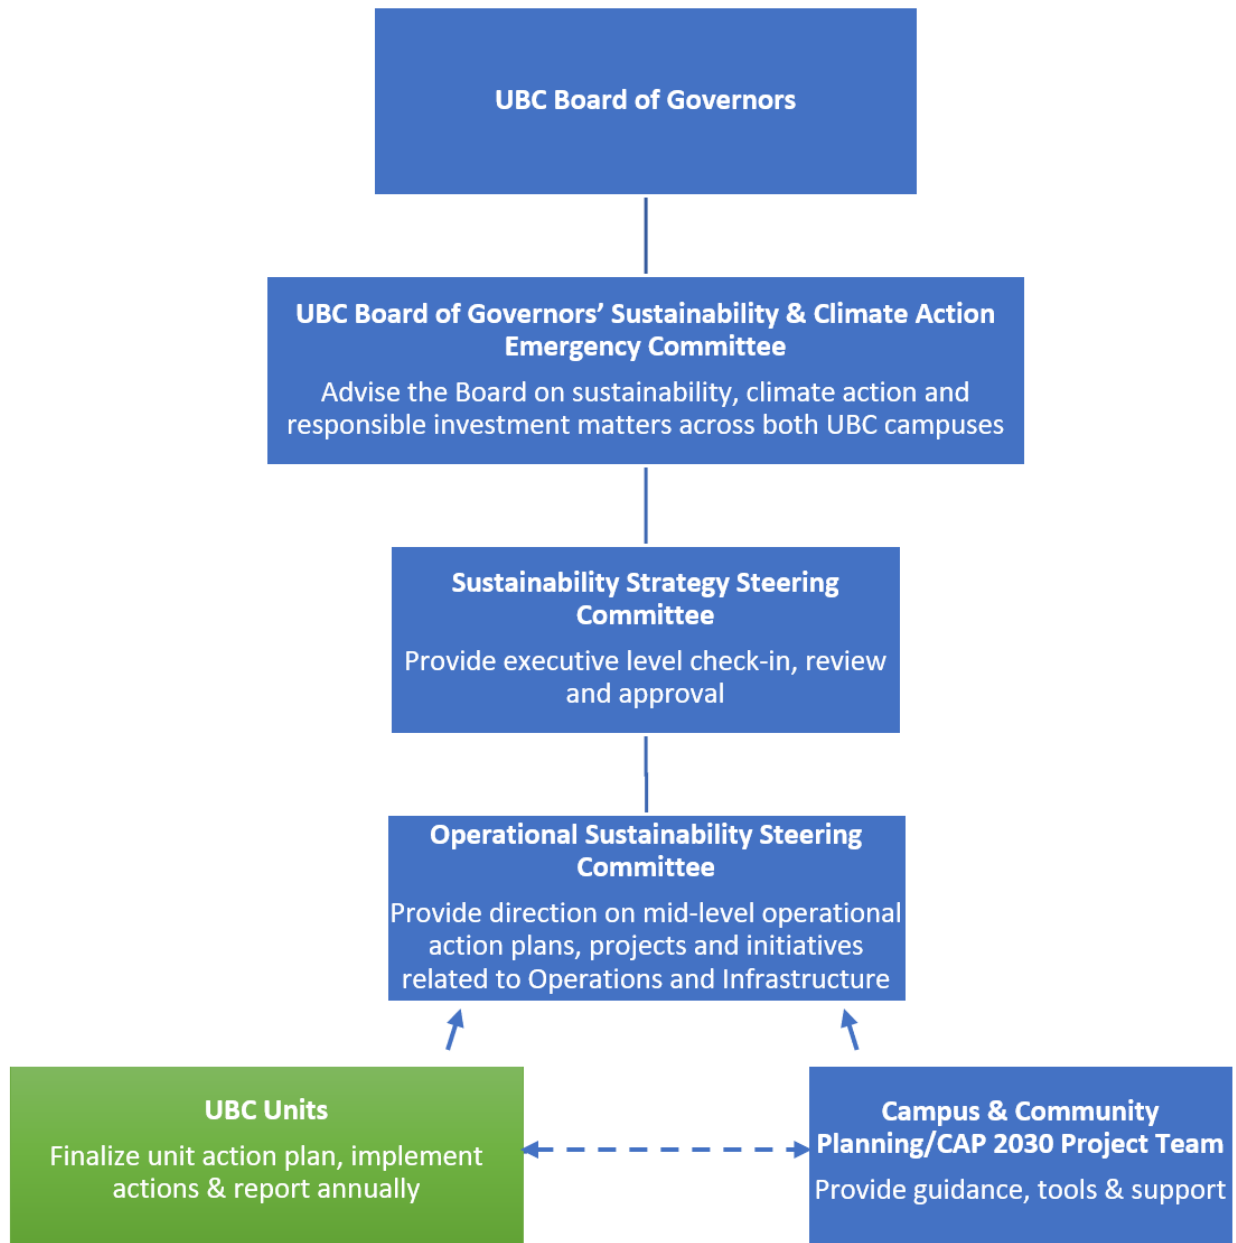 UBC Board of Governors
UBC Board of Governors’ Sustainability & Climate Action
Emergency Committee
Advise the Board on sustainability, climate action and
responsible investment matters across both UBC campuses
Sustainability Strategy Steering
Committee
Provide executive level check-in, review
and approval
Operational Sustainability Steering
Committee
Provide direction on mid-level operational
action plans, projects and initiatives
related to Operations and Infrastructure
UBC Units
Finalize unit action plan, implement
actions & report annually
Campus & Community
Planning/CAP 2030 Project Team
Provide guidance, tools & support